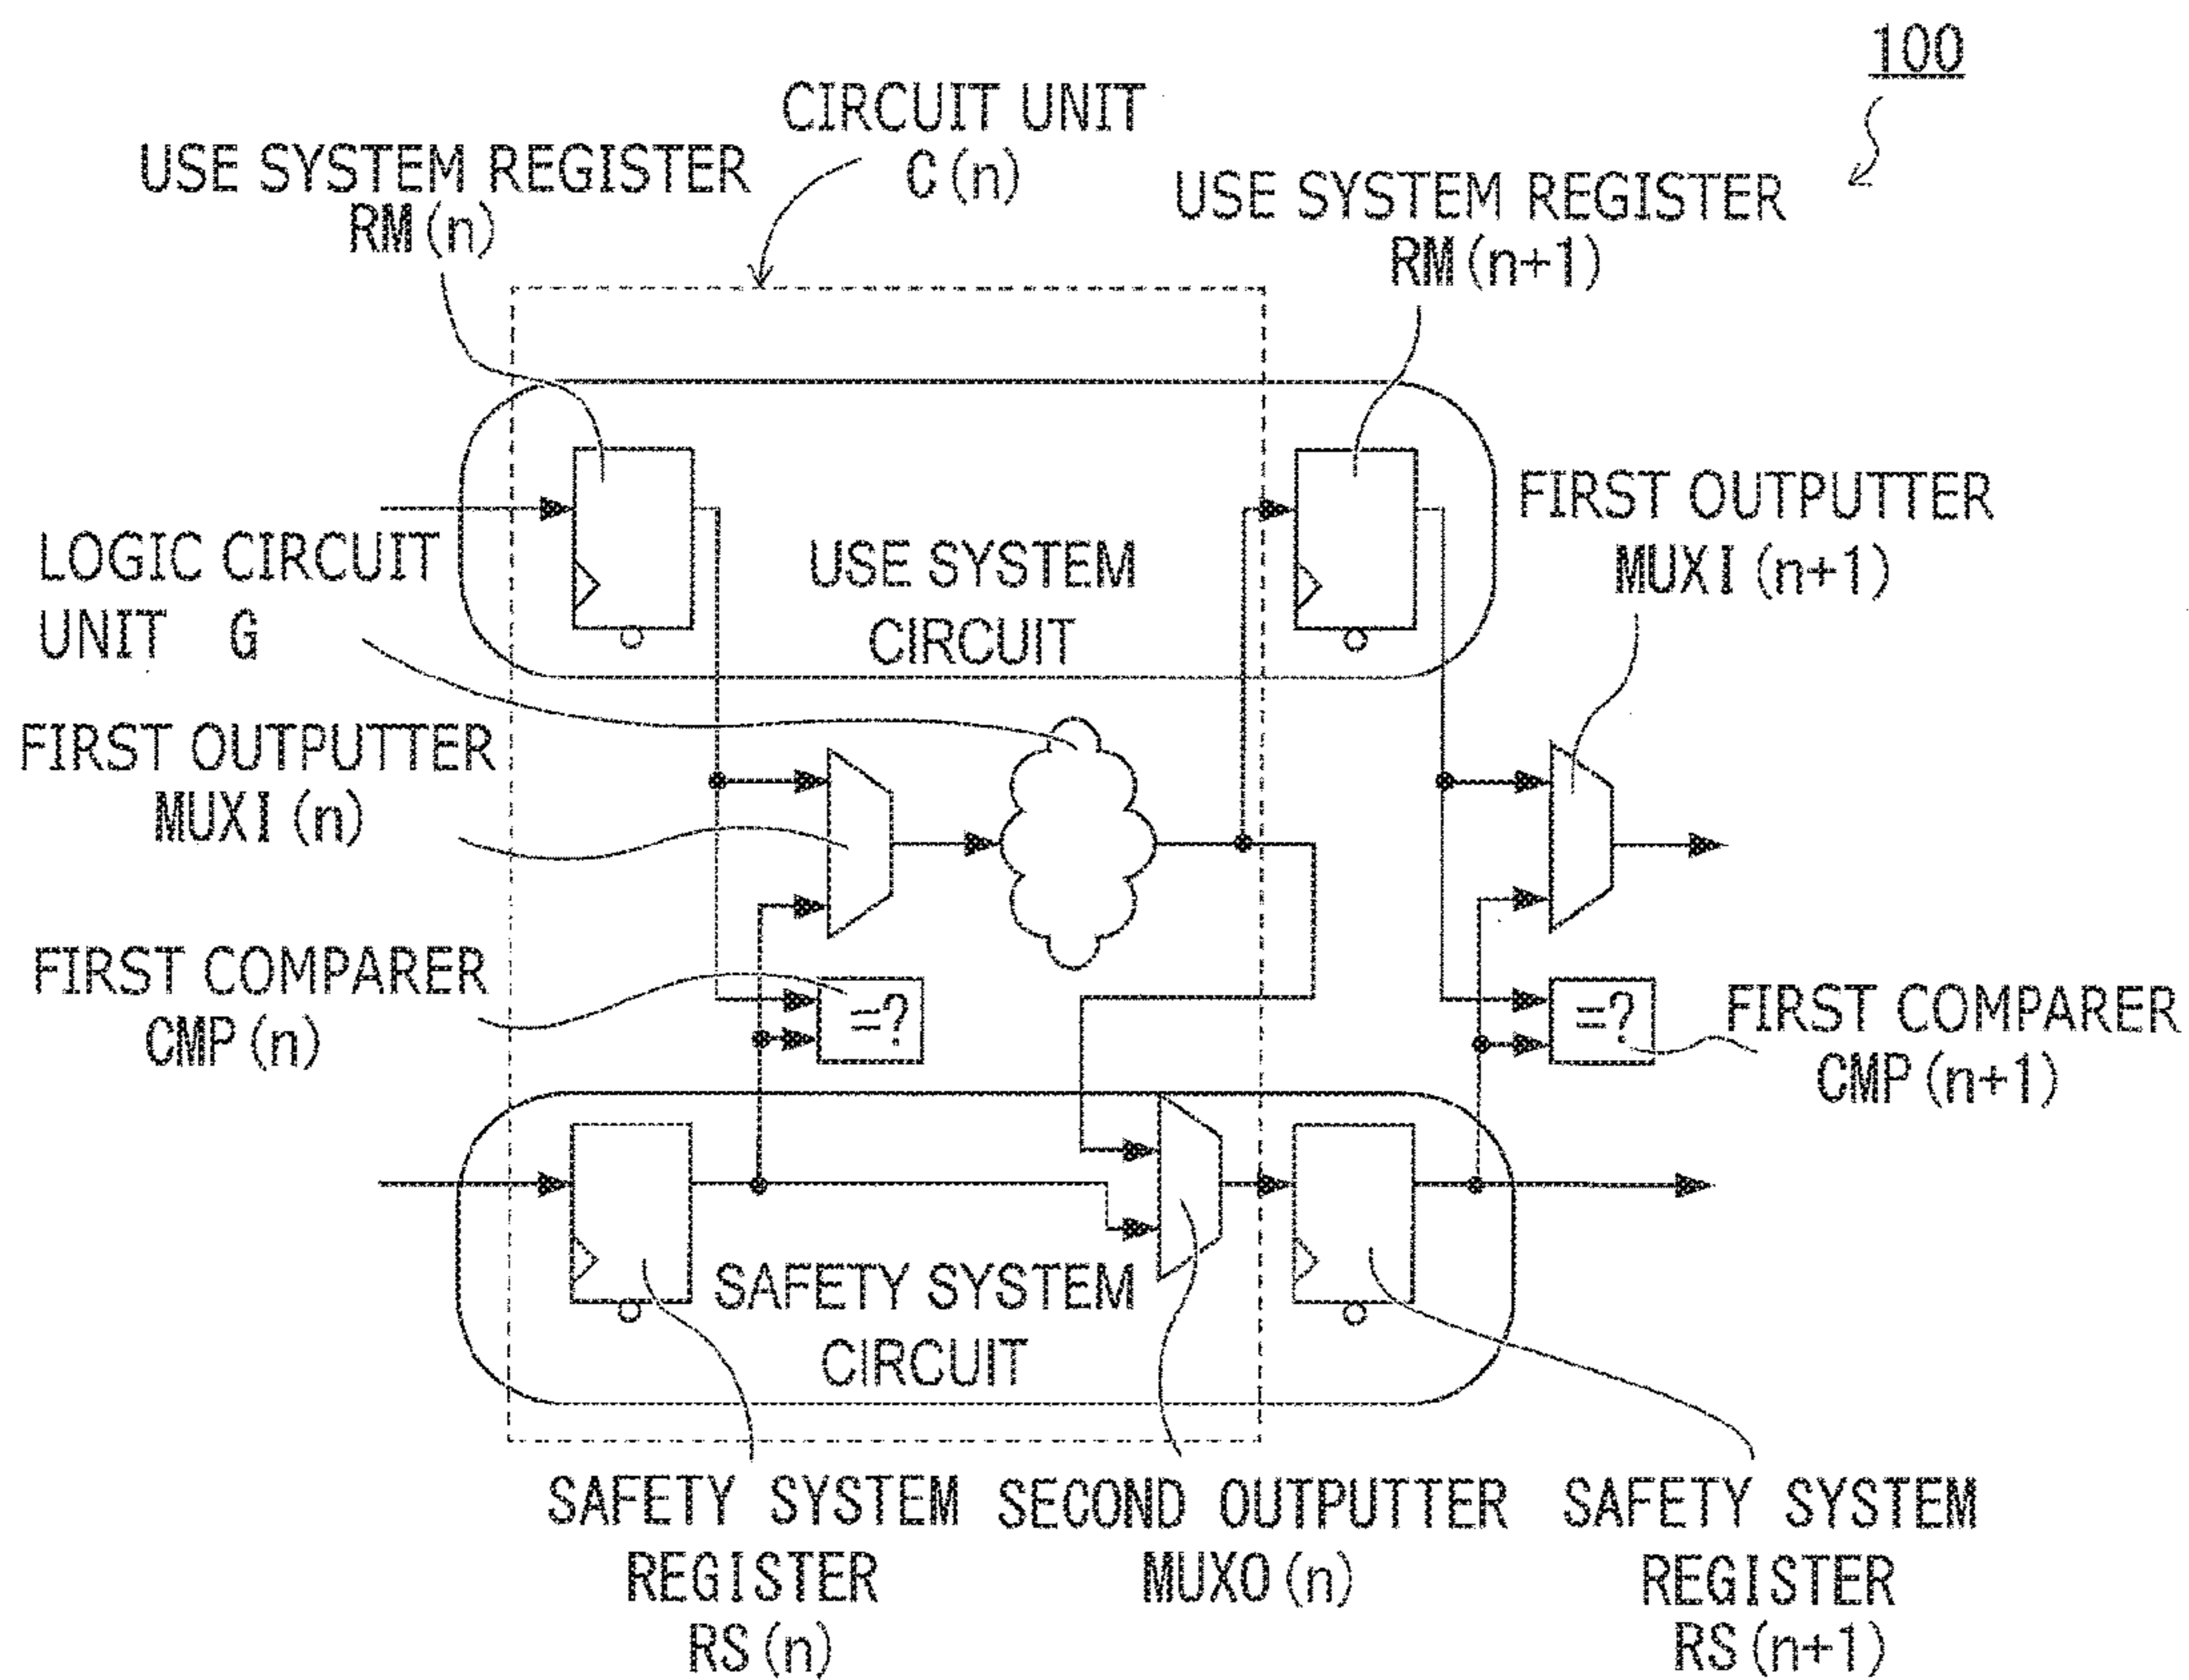 100
CIRCUIT UNIT
C(n)
USE SYSTEM REGISTER
RM(n)
USE SYSTEM REGISTER
RM(n+1)
FIRST OUTPUTTER
MUXI(n+1)
LOGIC CIRCUIT
UNIT G
USE SYSTEM
CIRCUIT
FIRST OUTPUTTER
MUXI(n)
FIRST COMPARER
CMP(n)
=?
=?
FIRST COMPARER
CMP(n+1)
SAFETY SYSTEM
CIRCUIT
SAFETY SYSTEM
REGISTER
RS(n)
SECOND OUTPUTTER
MUXO(n)
SAFETY SYSTEM
REGISTER
RS(n+1)